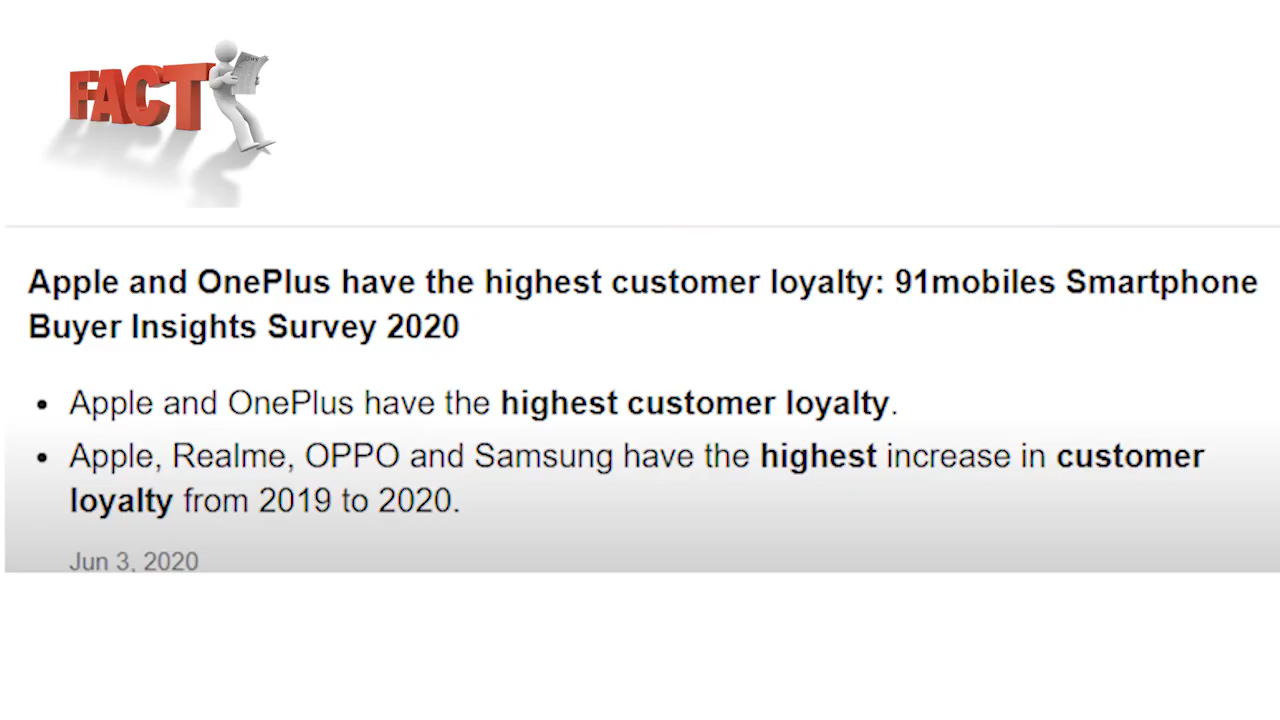 FACT
Apple and OnePlus have the highest customer loyalty: 91mobiles Smartphone
Buyer Insights Survey 2020
• Apple and OnePlus have the highest customer loyalty.
• Apple, Realme, OPPO and Samsung have the highest increase in customer
loyalty from 2019 to 2020.
Jun 3, 2020